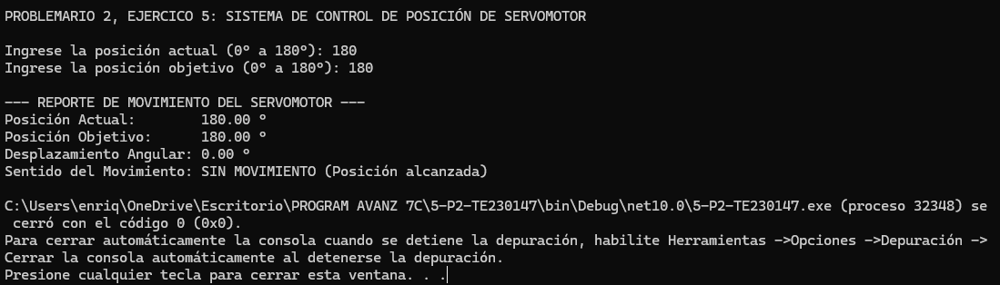 PROBLEMARIO 2, EJERCICO 5: SISTEMA DE CONTROL DE POSICIÓN DE SERVOMOTOR
Ingrese la posición actual (0° a 180°): 180
Ingrese la posición objetivo (0° a 180°): 180
--- REPORTE DE MOVIMIENTO DEL SERVOMOTOR ---
Posición Actual:        180.00 °
Posición Objetivo:      180.00 °
Desplazamiento Angular: 0.00 °
Sentido del Movimiento: SIN MOVIMIENTO (Posición alcanzada)
C:\Users\enriq\OneDrive\Escritorio\PROGRAM AVANZ 7C\5-P2-TE230147\bin\Debug\net10.0\5-P2-TE230147.exe (proceso 32348) se
 cerró con el código 0 (0x0).
Para cerrar automáticamente la consola cuando se detiene la depuración, habilite Herramientas ->Opciones ->Depuración ->
Cerrar la consola automáticamente al detenerse la depuración.
Presione cualquier tecla para cerrar esta ventana. . .